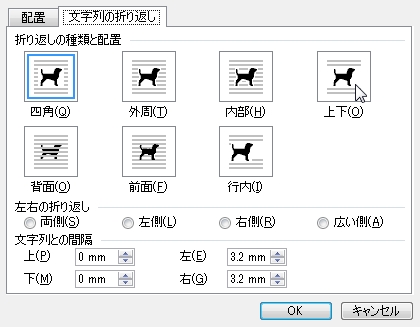 配置 文字列の折り返し
折り返しの種類と配置
四角(Q) 外周(T) 内部(H) 上下(O)
背面(O) 前面(F) 行内(I)
左右の折り返し
両側(S) 左側(L) 右側(R) 広い側(A)
文字列との間隔
上(P) 0 mm 左(E) 3.2 mm
下(M) 0 mm 右(G) 3.2 mm
OK キャンセル